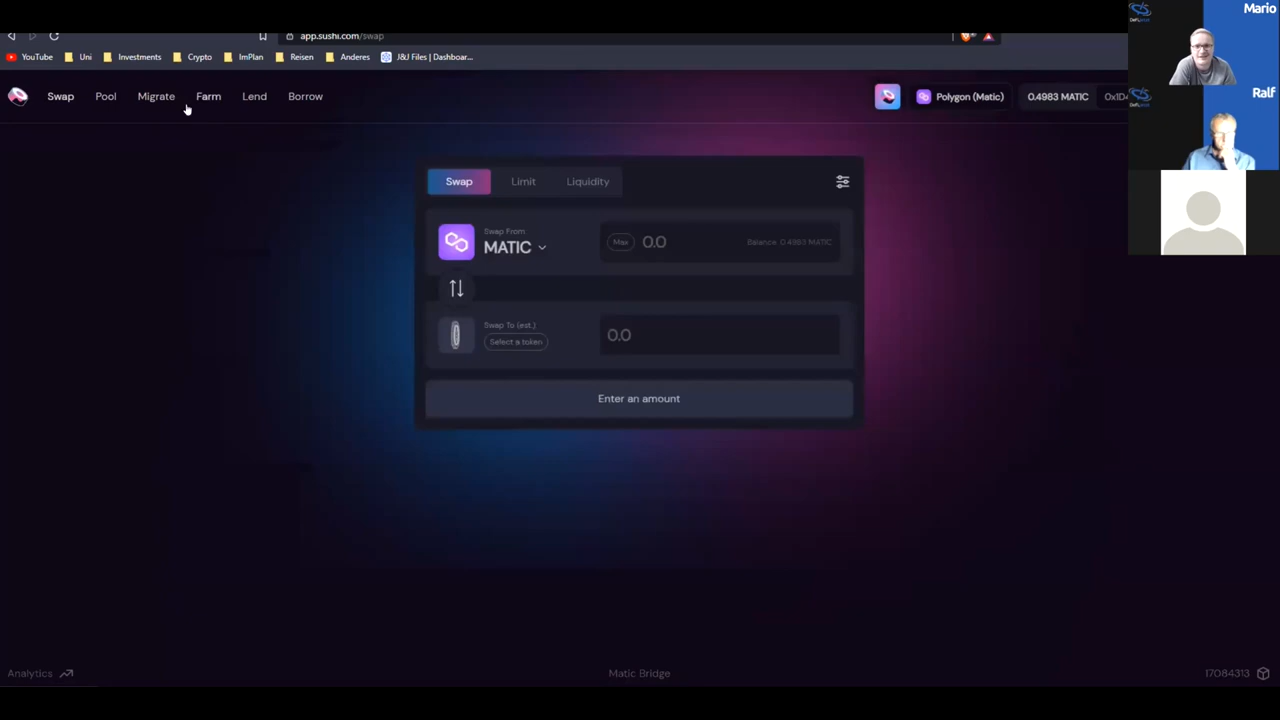 Mario
app.sushi.com/swap
YouTube Uni Investments Crypto ImPlan Reisen Anderes J&J Files | Dashboar...
Ralf
Swap Pool Migrate Farm Lend Borrow Polygon (Matic) 0.4983 MATIC 0x1D4
Swap Limit Liquidity
Swap From
MATIC Max 0.0 Balance: 0.4983 MATIC
Swap To (est.)
Select a token 0.0
Enter an amount
Analytics Matic Bridge 17084313